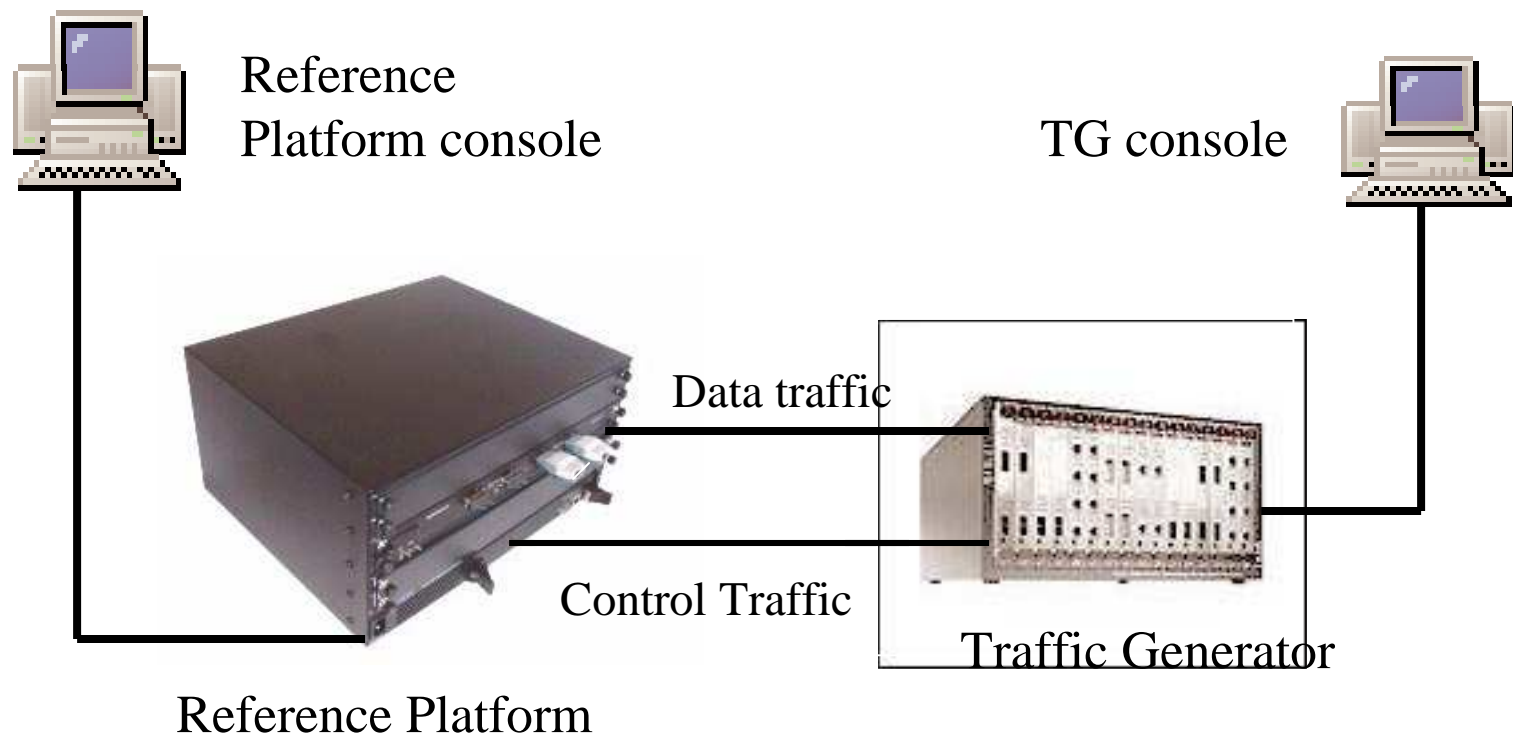 Reference
Platform console
TG console
Data traffic
Control Traffic
Traffic Generator
Reference Platform